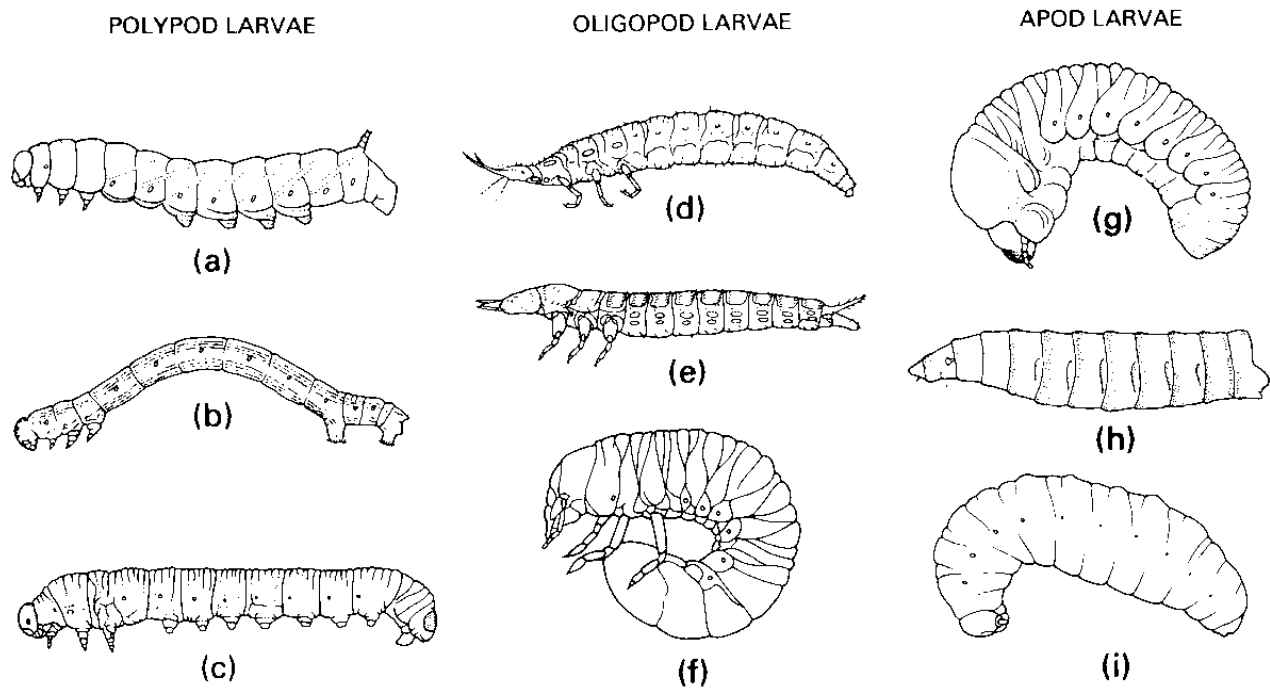 POLYPOD LARVAE
OLIGOPOD LARVAE
APOD LARVAE
(a)
(d)
(g)
(b)
(e)
(h)
(c)
(f)
(i)